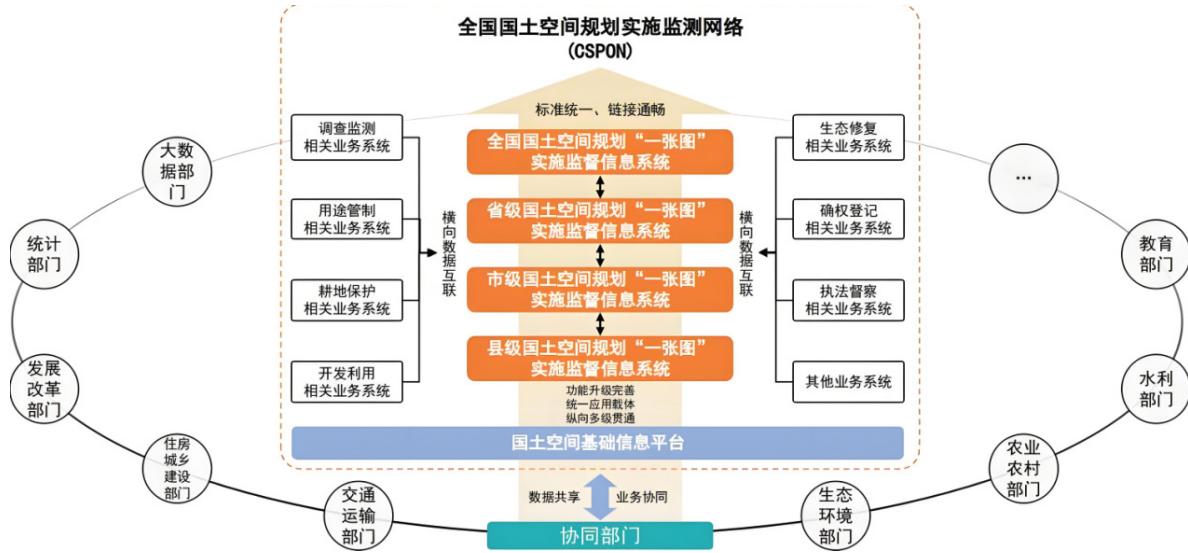 全国国土空间规划实施监测网络
(CSPON)
标准统一、链接通畅
调查监测
相关业务系统
用途管制
相关业务系统
耕地保护
相关业务系统
开发利用
相关业务系统
横向数据互联
全国国土空间规划“一张图”
实施监督信息系统
省级国土空间规划“一张图”
实施监督信息系统
市级国土空间规划“一张图”
实施监督信息系统
县级国土空间规划“一张图”
实施监督信息系统
功能升级完善
统一应用载体
纵向多级贯通
横向数据互联
生态修复
相关业务系统
确权登记
相关业务系统
执法督察
相关业务系统
其他业务系统
国土空间基础信息平台
数据共享
业务协同
协同部门
大数
据部
门
统计
部门
发展
改革
部门
住房
城乡
建设
部门
交通
运输
部门
生态
环境
部门
农业
农村
部门
水利
部门
教育
部门
...